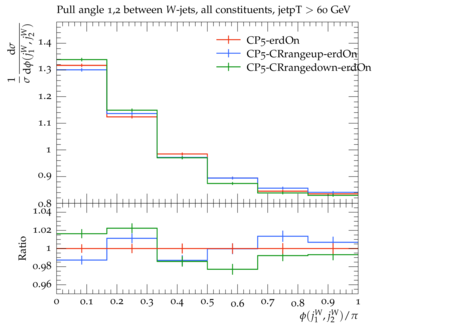 Pull angle 1,2 between W-jets, all constituents, jetpT > 60 GeV
1/σ dσ/dϕ(j₁ᵂ,j₂ᵂ)
CP5-erdOn
CP5-CRrangeup-erdOn
CP5-CRrangedown-erdOn
1.4
1.3
1.2
1.1
1
0.9
0.8
Ratio
1.04
1.02
1
0.98
0.96
0 0.1 0.2 0.3 0.4 0.5 0.6 0.7 0.8 0.9 1
ϕ(j₁ᵂ,j₂ᵂ)/π